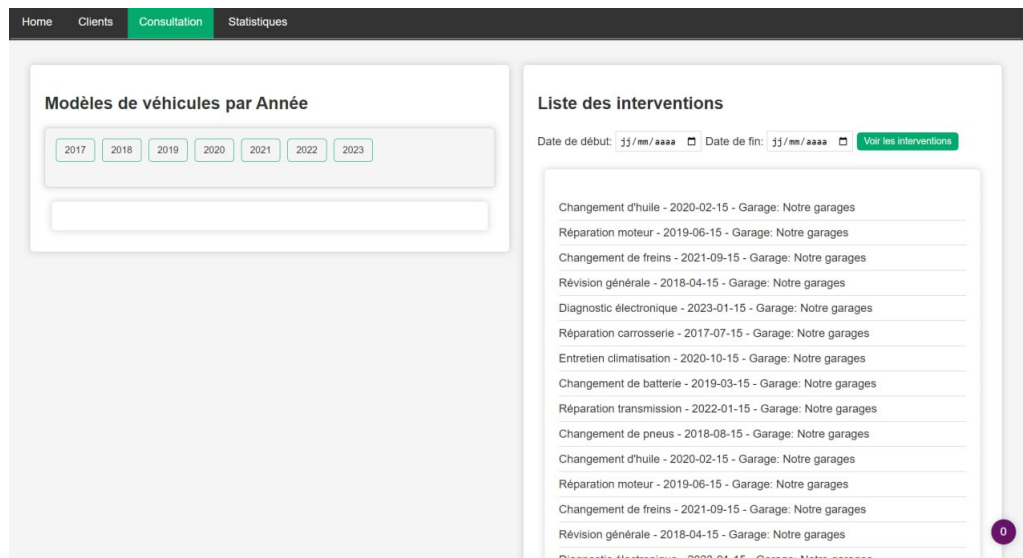 Home Clients Consultation Statistiques
Modèles de véhicules par Année
2017 2018 2019 2020 2021 2022 2023
Liste des interventions
Date de début: jj/mm/aaaa Date de fin: jj/mm/aaaa Voir les interventions
Changement d'huile - 2020-02-15 - Garage: Notre garages
Réparation moteur - 2019-06-15 - Garage: Notre garages
Changement de freins - 2021-09-15 - Garage: Notre garages
Révision générale - 2018-04-15 - Garage: Notre garages
Diagnostic électronique - 2023-01-15 - Garage: Notre garages
Réparation carrosserie - 2017-07-15 - Garage: Notre garages
Entretien climatisation - 2020-10-15 - Garage: Notre garages
Changement de batterie - 2019-03-15 - Garage: Notre garages
Réparation transmission - 2022-01-15 - Garage: Notre garages
Changement de pneus - 2018-08-15 - Garage: Notre garages
Changement d'huile - 2020-02-15 - Garage: Notre garages
Réparation moteur - 2019-06-15 - Garage: Notre garages
Changement de freins - 2021-09-15 - Garage: Notre garages
Révision générale - 2018-04-15 - Garage: Notre garages
0